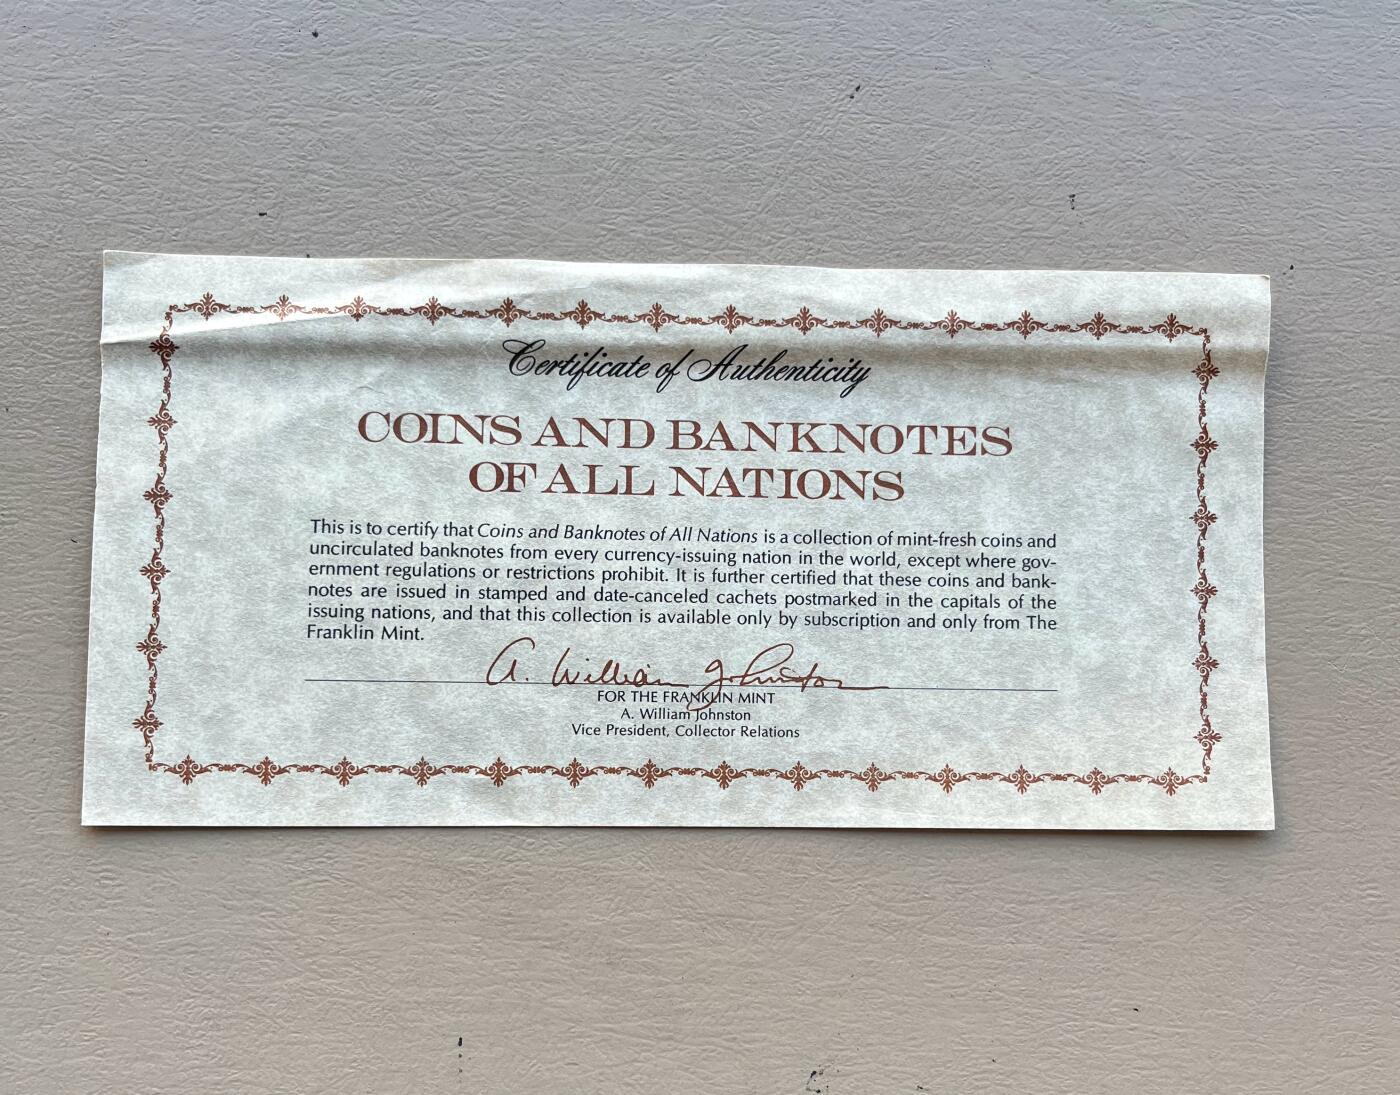 Certificate of Authenticity
COINS AND BANKNOTES
OF ALL NATIONS
This is to certify that Coins and Banknotes of All Nations is a collection of mint-fresh coins and
uncirculated banknotes from every currency-issuing nation in the world, except where gov-
ernment regulations or restrictions prohibit. It is further certified that these coins and bank-
notes are issued in stamped and date-canceled cachets postmarked in the capitals of the
issuing nations, and that this collection is available only by subscription and only from The
Franklin Mint.
A. William Johnston
FOR THE FRANKLIN MINT
A. William Johnston
Vice President, Collector Relations